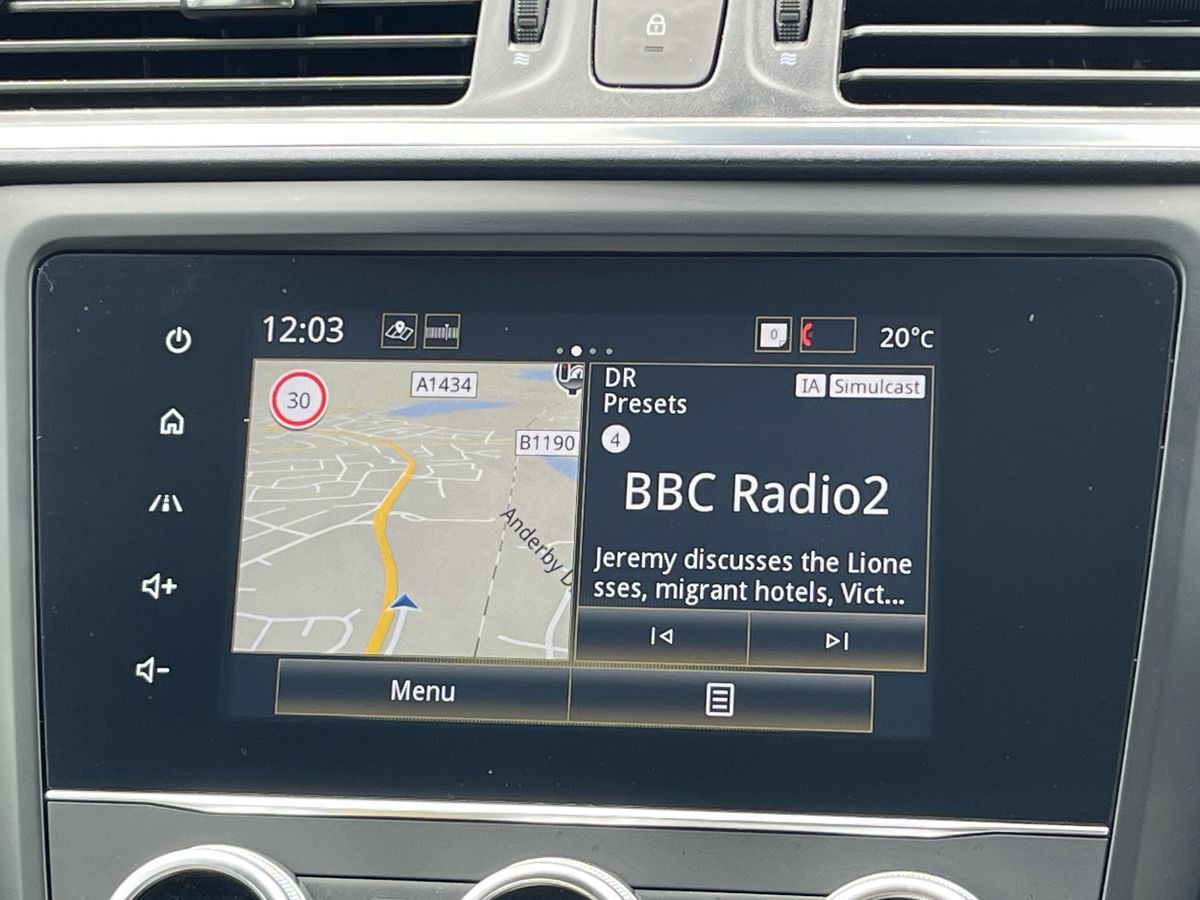 12:03
0
20°C
30
A1434
B1190
Anderby
DR
Presets
IA Simulcast
4
BBC Radio2
Jeremy discusses the Lione
sses, migrant hotels, Vict...
Menu